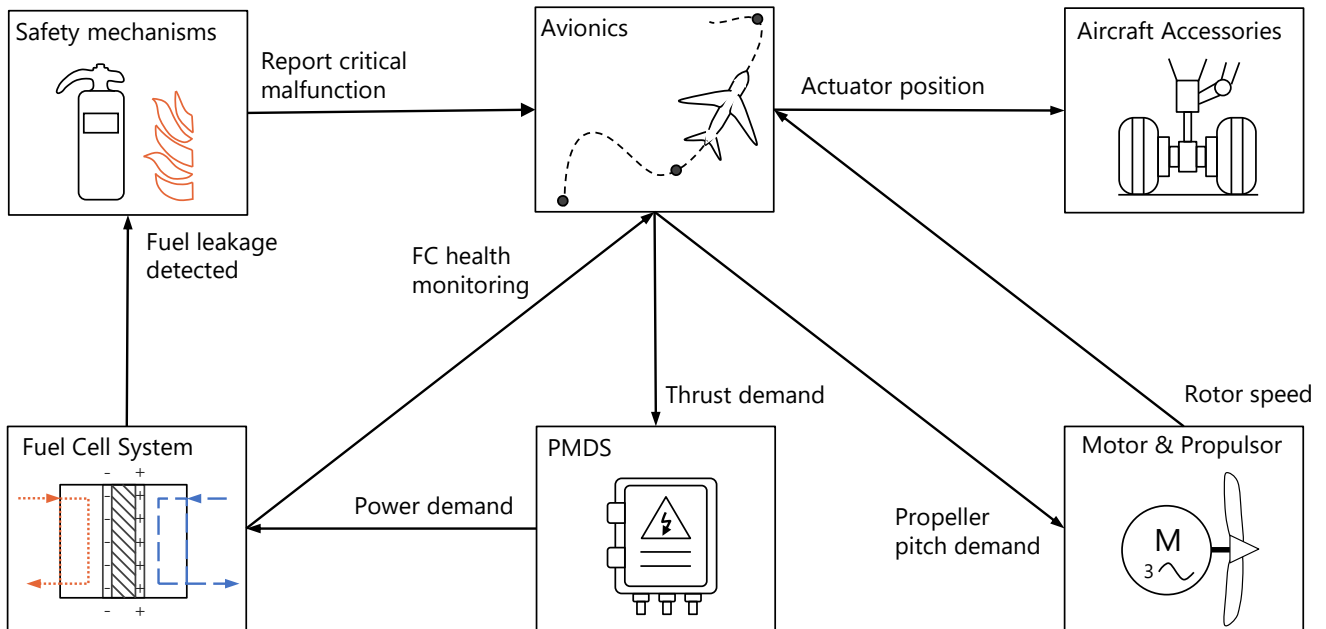 Safety mechanisms
Report critical
malfunction
Avionics
Actuator position
Aircraft Accessories
Fuel leakage
detected
FC health
monitoring
Thrust demand
Rotor speed
Fuel Cell System
- +
- +
- +
- +
- +
- +
- +
- +
Power demand
PMDS
Propeller
pitch demand
Motor & Propulsor
M
3